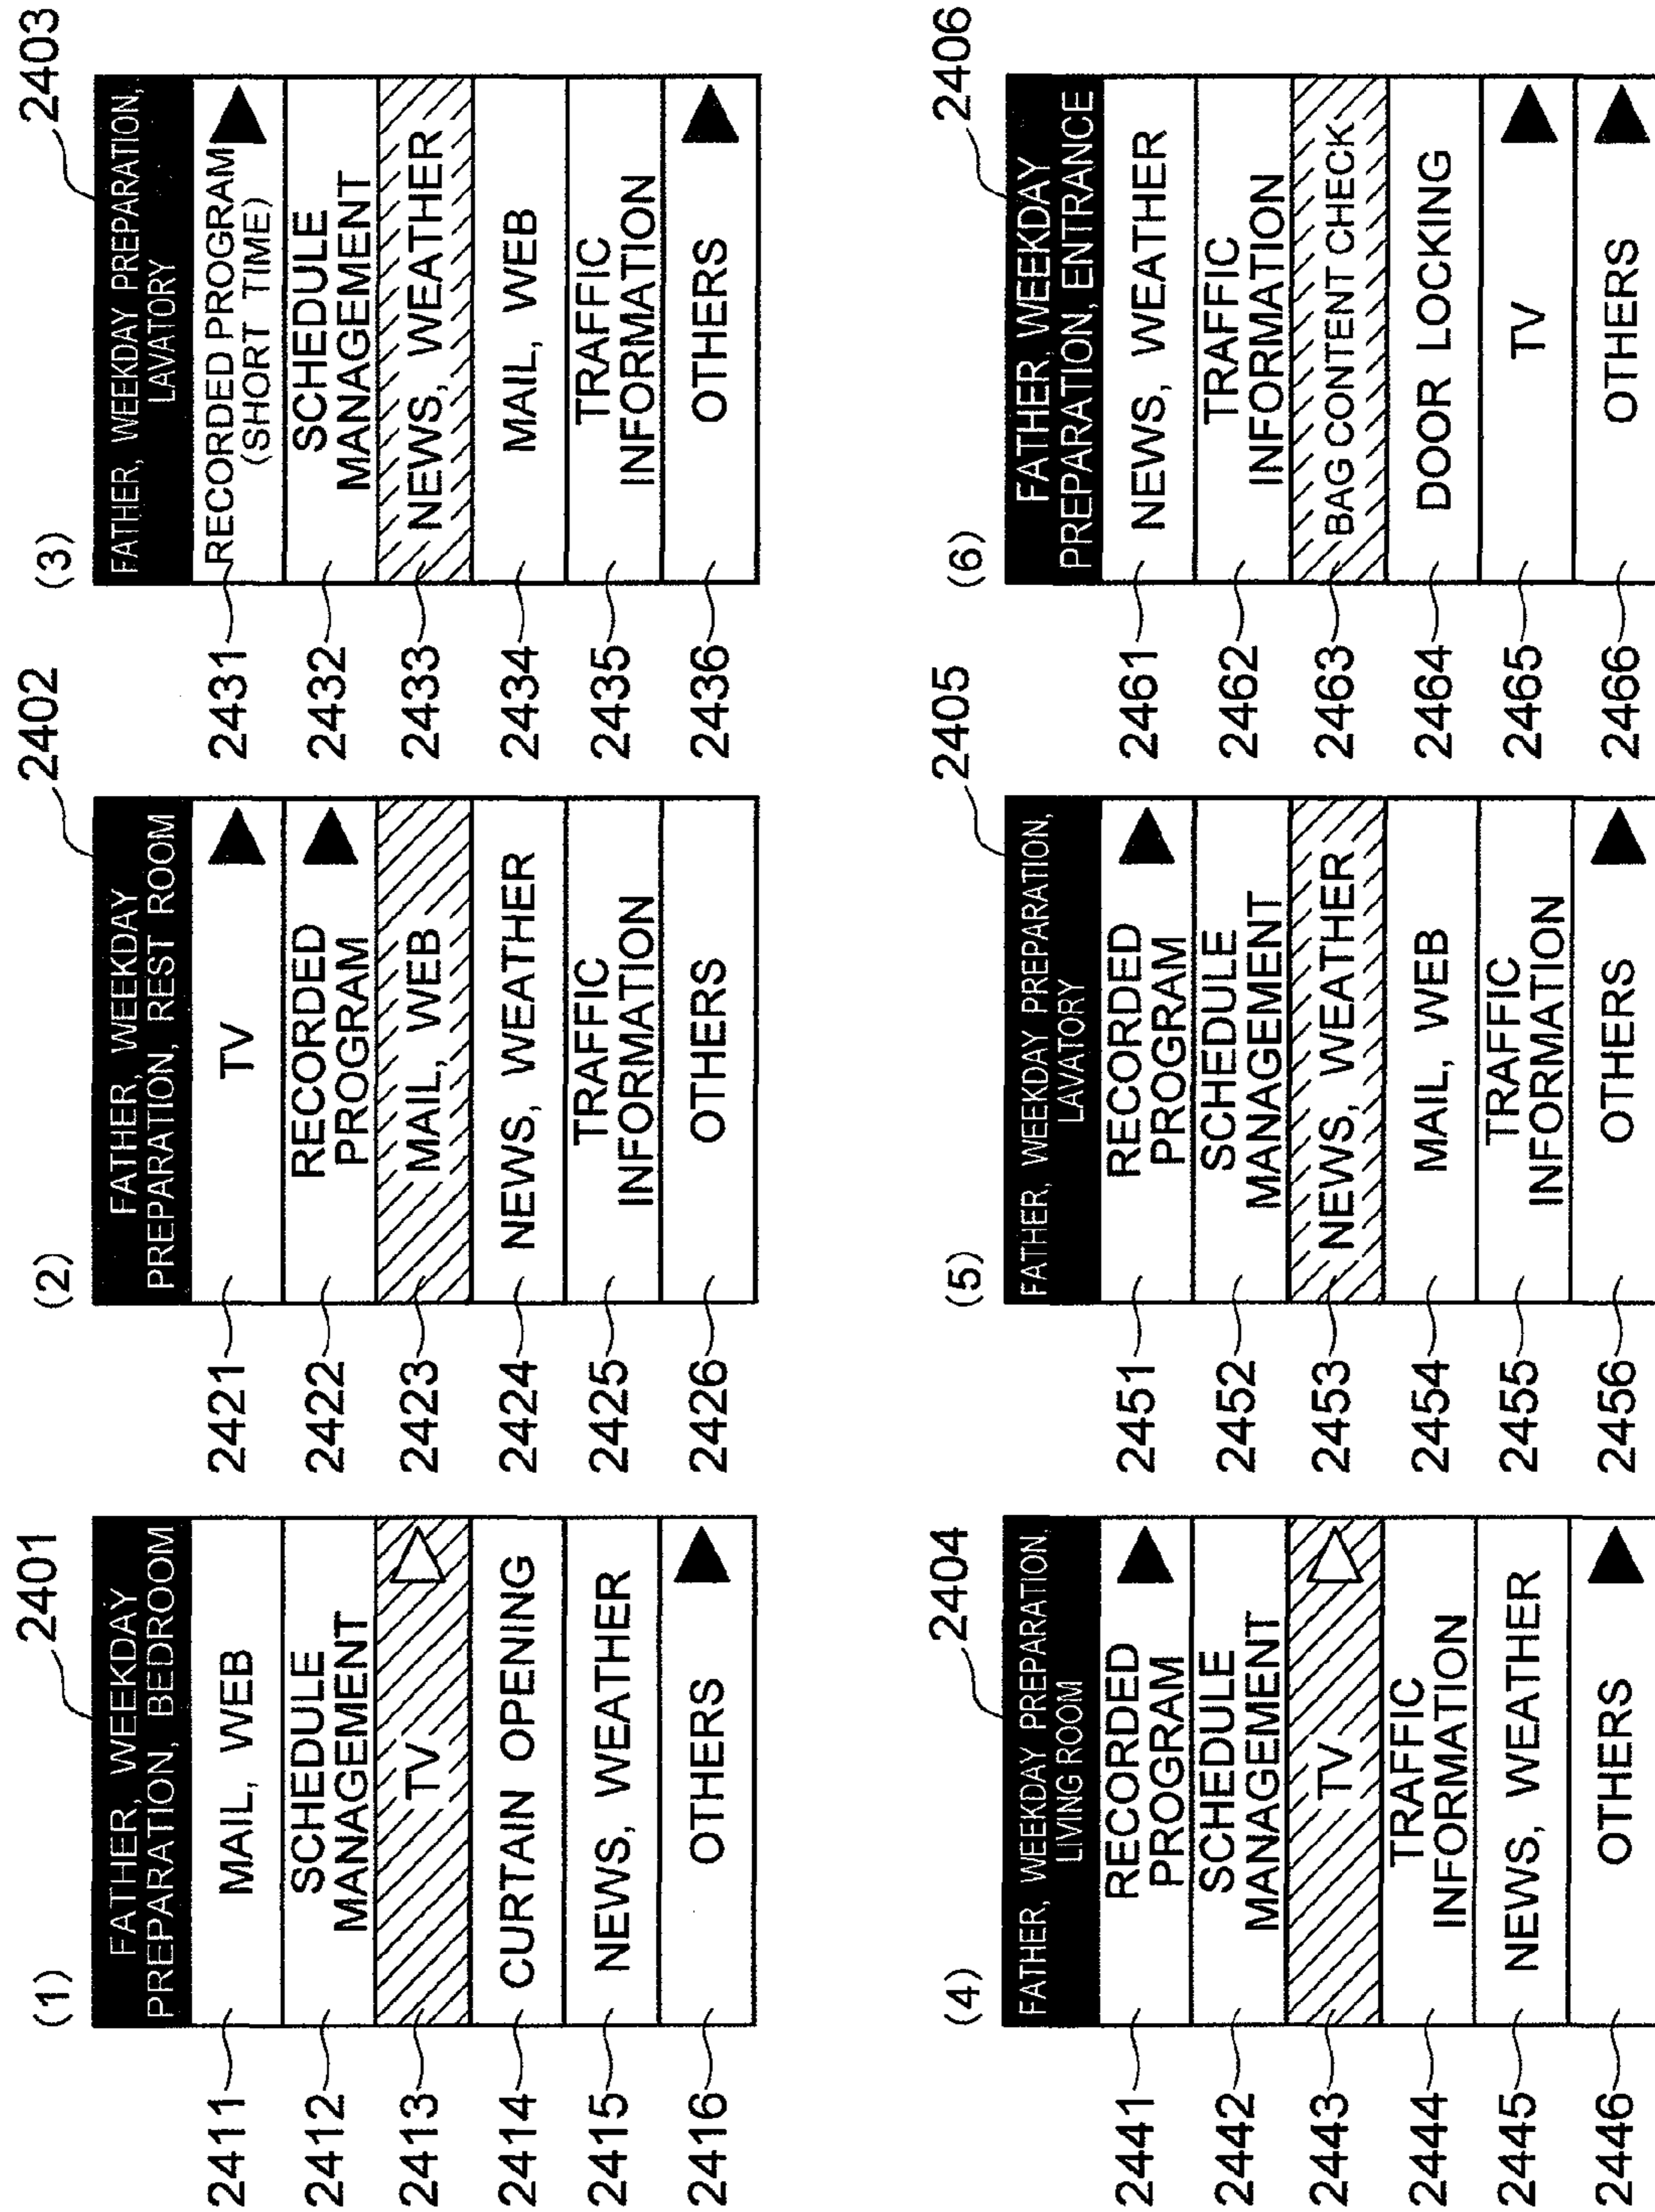 (1)
2401
FATHER, WEEKDAY
PREPARATION, BEDROOM
2411
MAIL, WEB
2412
SCHEDULE
MANAGEMENT
2413
TV
2414
CURTAIN OPENING
2415
NEWS, WEATHER
2416
OTHERS
(2)
2402
FATHER, WEEKDAY
PREPARATION, REST ROOM
2421
TV
2422
RECORDED
PROGRAM
2423
MAIL, WEB
2424
NEWS, WEATHER
2425
TRAFFIC
INFORMATION
2426
OTHERS
(3)
2403
FATHER, WEEKDAY PREPARATION,
LAVATORY
2431
RECORDED PROGRAM
(SHORT TIME)
2432
SCHEDULE
MANAGEMENT
2433
NEWS, WEATHER
2434
MAIL, WEB
2435
TRAFFIC
INFORMATION
2436
OTHERS
(4)
2404
FATHER, WEEKDAY PREPARATION,
LIVING ROOM
2441
RECORDED
PROGRAM
2442
SCHEDULE
MANAGEMENT
2443
TV
2444
TRAFFIC
INFORMATION
2445
NEWS, WEATHER
2446
OTHERS
(5)
2405
FATHER, WEEKDAY PREPARATION,
LAVATORY
2451
RECORDED
PROGRAM
2452
SCHEDULE
MANAGEMENT
2453
NEWS, WEATHER
2454
MAIL, WEB
2455
TRAFFIC
INFORMATION
2456
OTHERS
(6)
2406
FATHER, WEEKDAY
PREPARATION, ENTRANCE
2461
NEWS, WEATHER
2462
TRAFFIC
INFORMATION
2463
BAG CONTENT CHECK
2464
DOOR LOCKING
2465
TV
2466
OTHERS